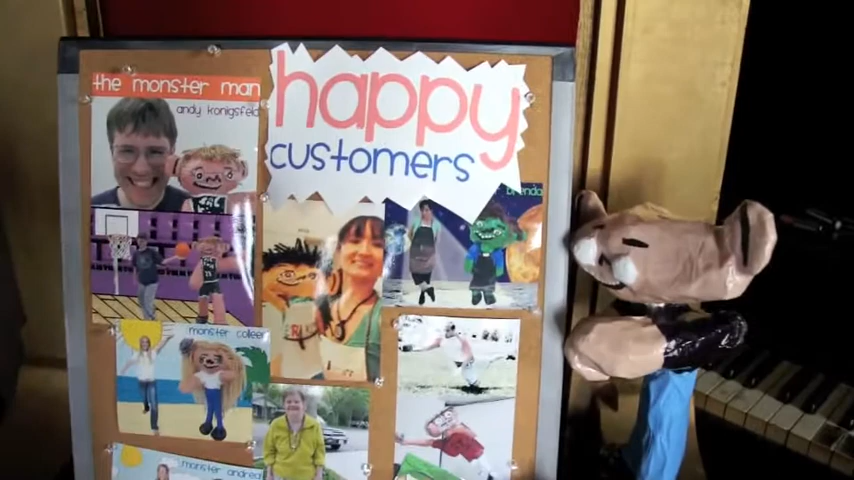 the monster man
andy konigsfeld
happy
customers
brenda
monster colleen
monster andrea